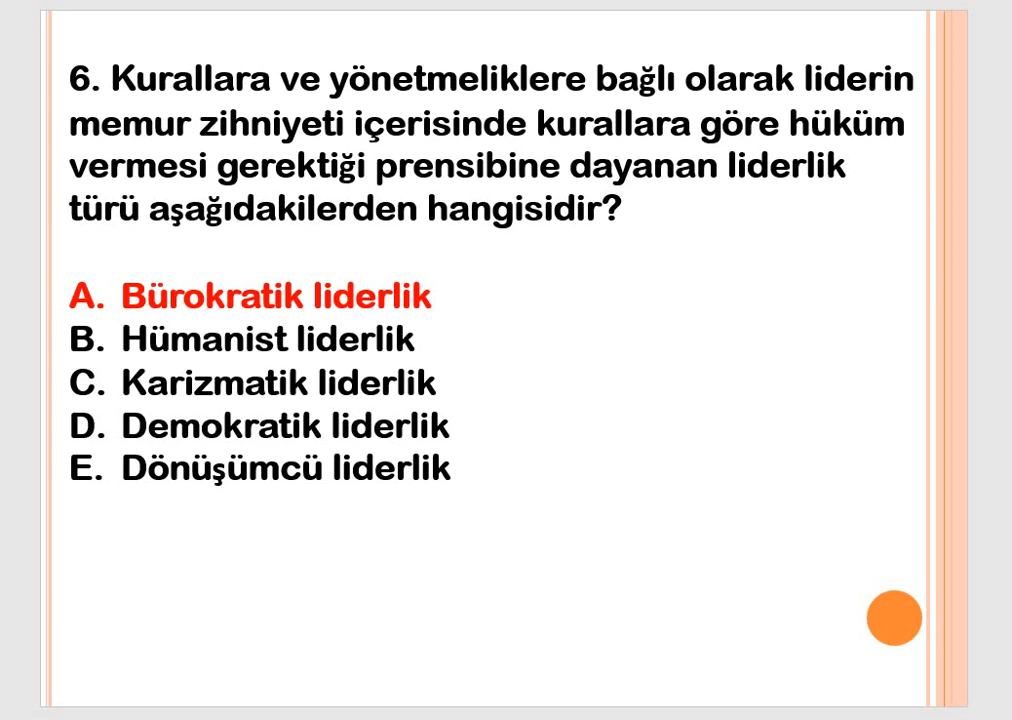 6. Kurallara ve yönetmeliklere bağlı olarak liderin
memur zihniyeti içerisinde kurallara göre hüküm
vermesi gerektiği prensibine dayanan liderlik
türü aşağıdakilerden hangisidir?
A. Bürokratik liderlik
B. Hümanist liderlik
C. Karizmatik liderlik
D. Demokratik liderlik
E. Dönüşümcü liderlik